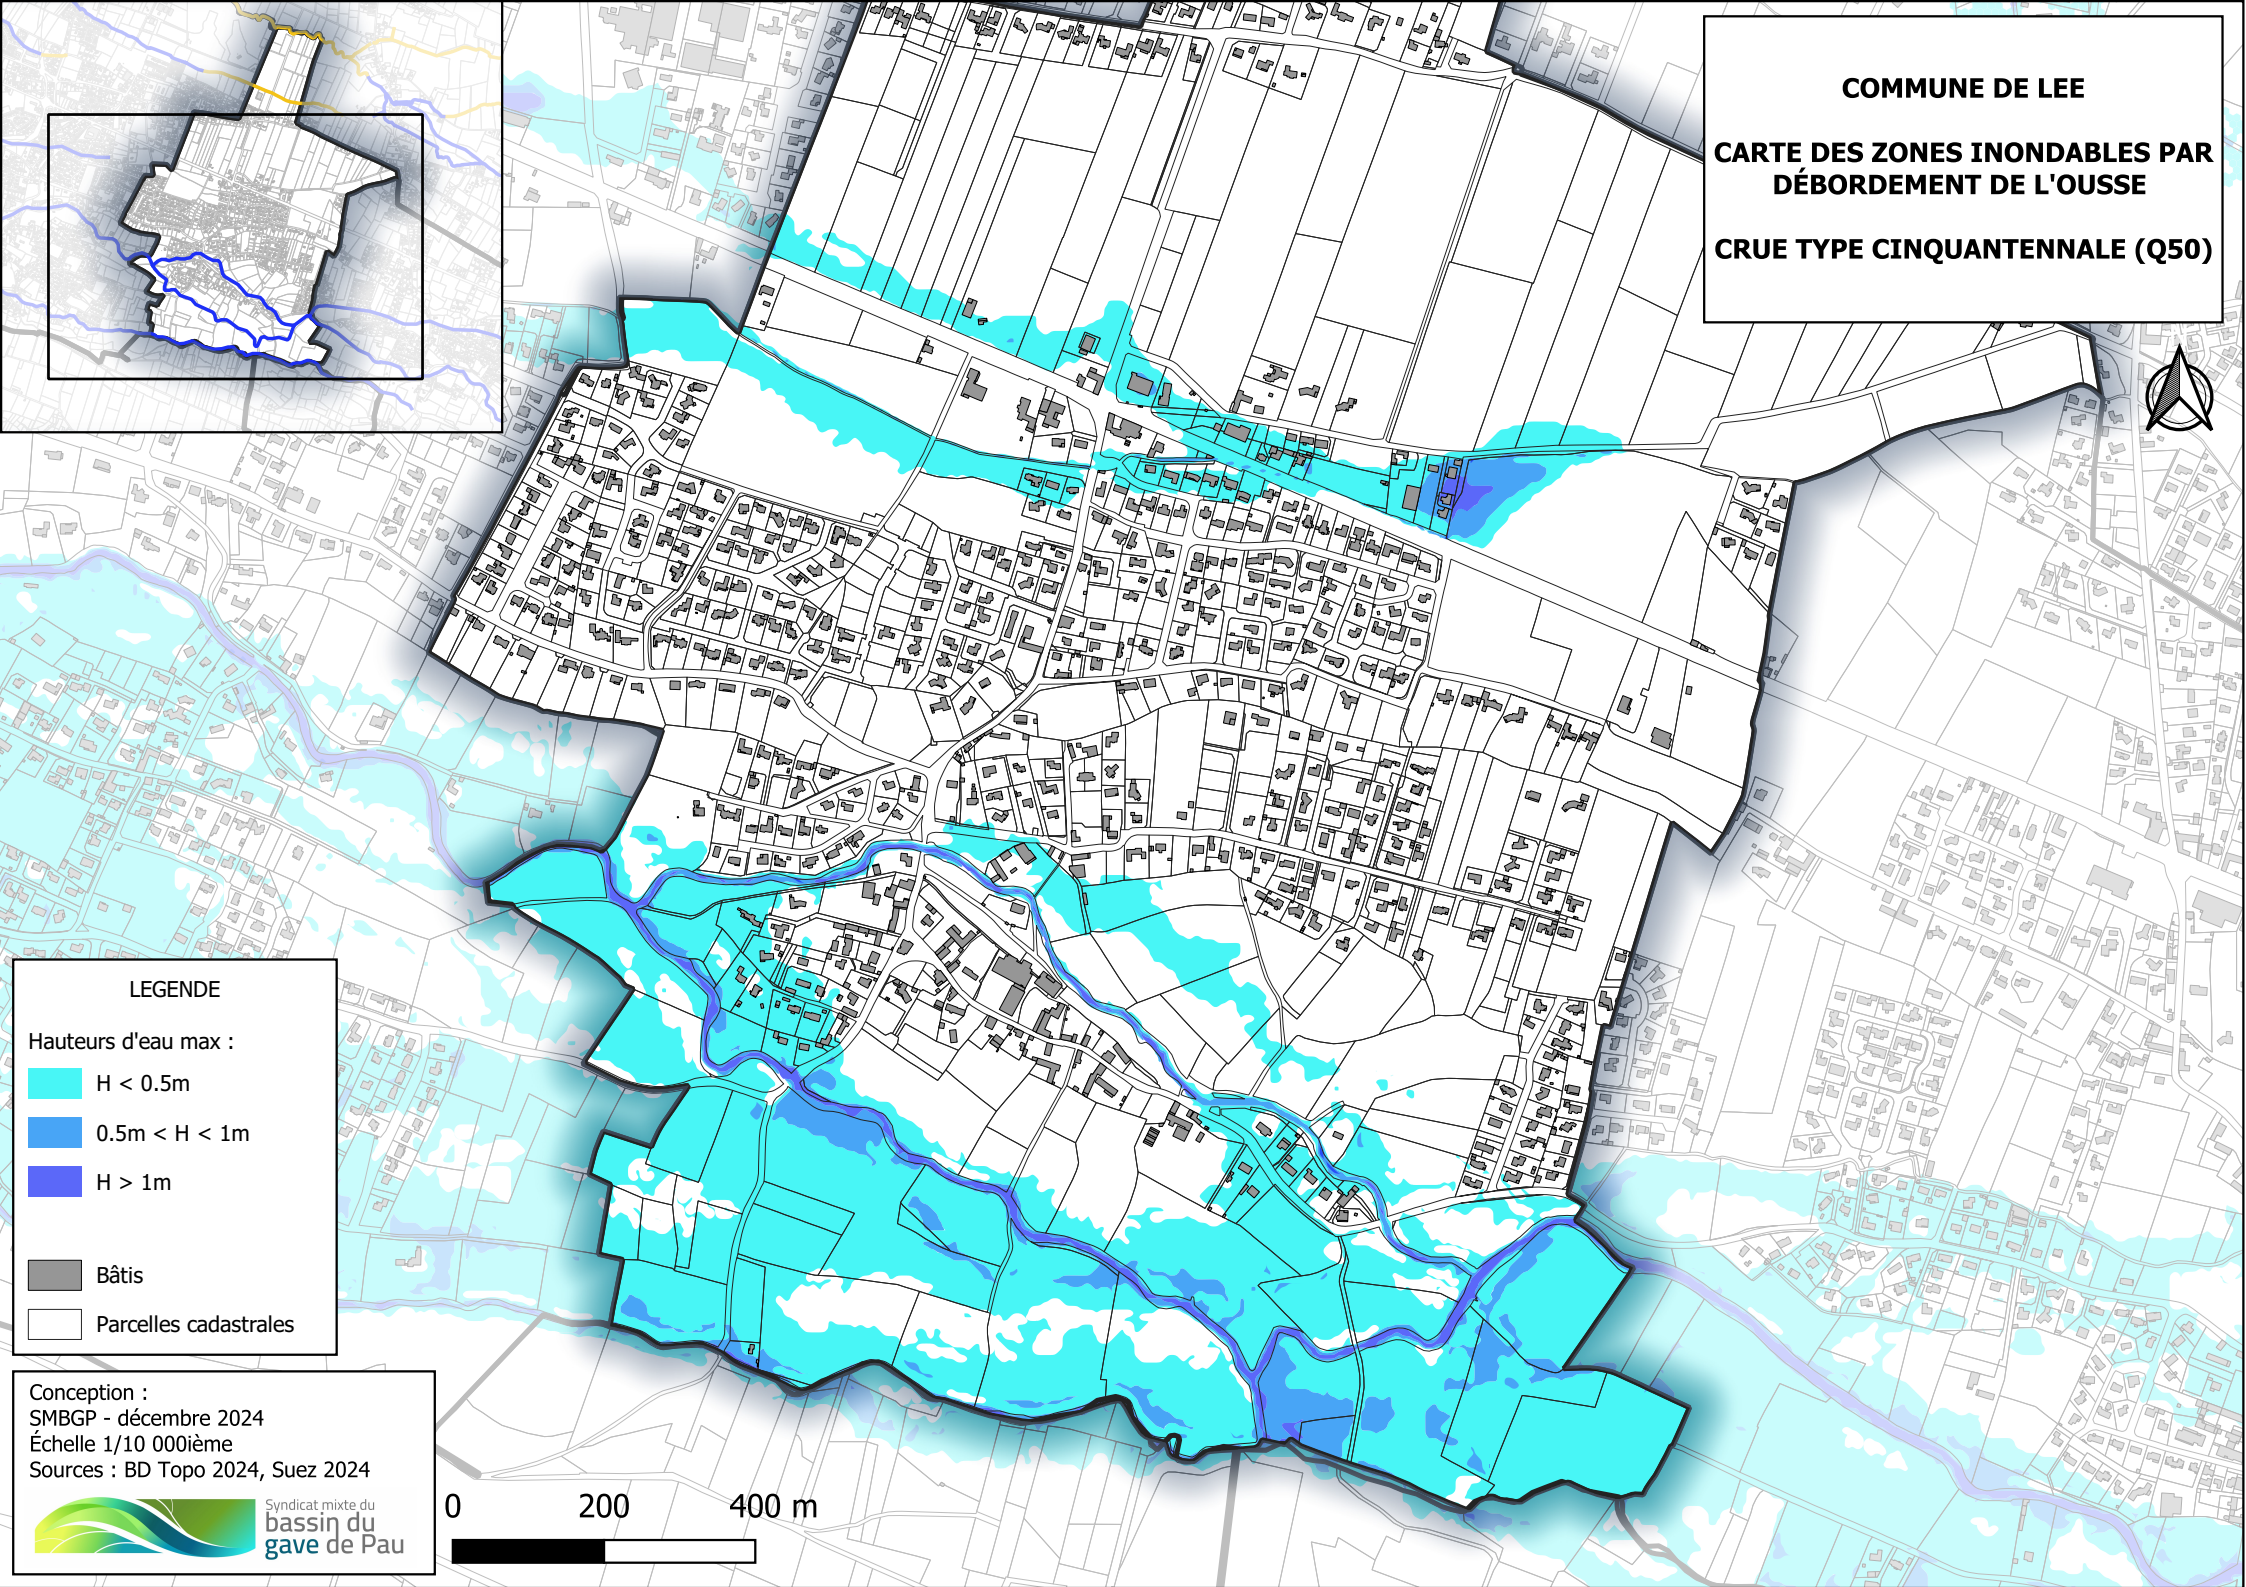 COMMUNE DE LEE
CARTE DES ZONES INONDABLES PAR
DÉBORDEMENT DE L'OUSSE
CRUE TYPE CINQUANTENNALE (Q50)
LEGENDE
Hauteurs d'eau max :
H < 0.5m
0.5m < H < 1m
H > 1m
Bâtis
Parcelles cadastrales
Conception :
SMBGP - décembre 2024
Échelle 1/10 000ième
Sources : BD Topo 2024, Suez 2024
Syndicat mixte du
bassin du
gave de Pau
0 200 400 m